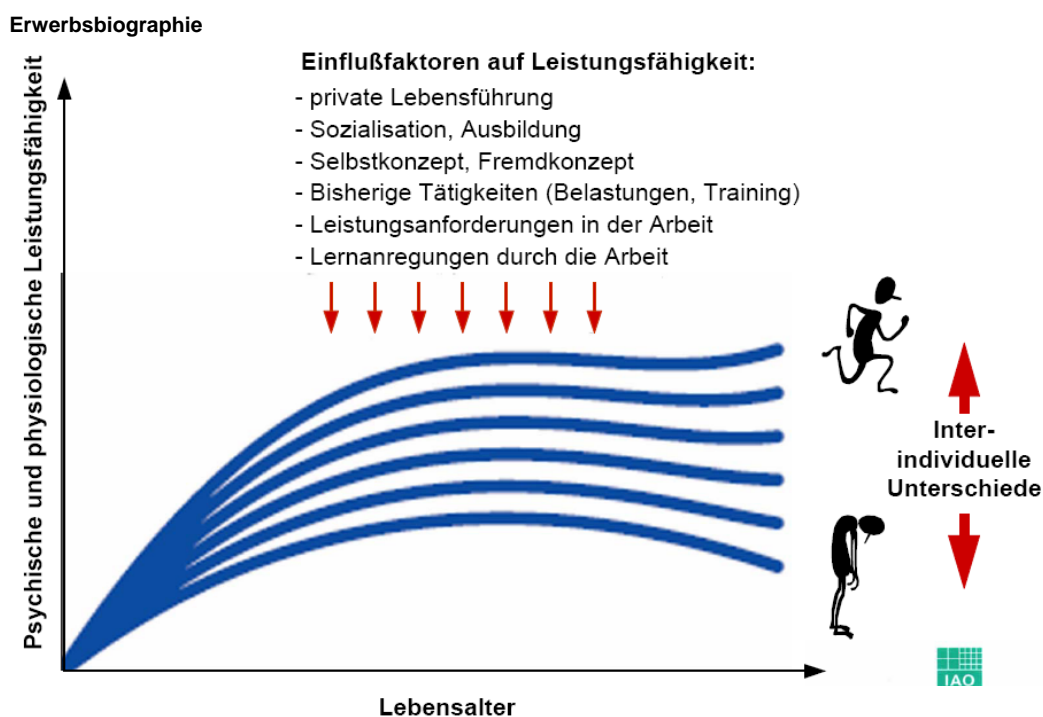 Erwerbsbiographie
Psychische und physiologische Leistungsfähigkeit
Einflußfaktoren auf Leistungsfähigkeit:
- private Lebensführung
- Sozialisation, Ausbildung
- Selbstkonzept, Fremdkonzept
- Bisherige Tätigkeiten (Belastungen, Training)
- Leistungsanforderungen in der Arbeit
- Lernanregungen durch die Arbeit
Inter-
individuelle
Unterschiede
IAO
Lebensalter